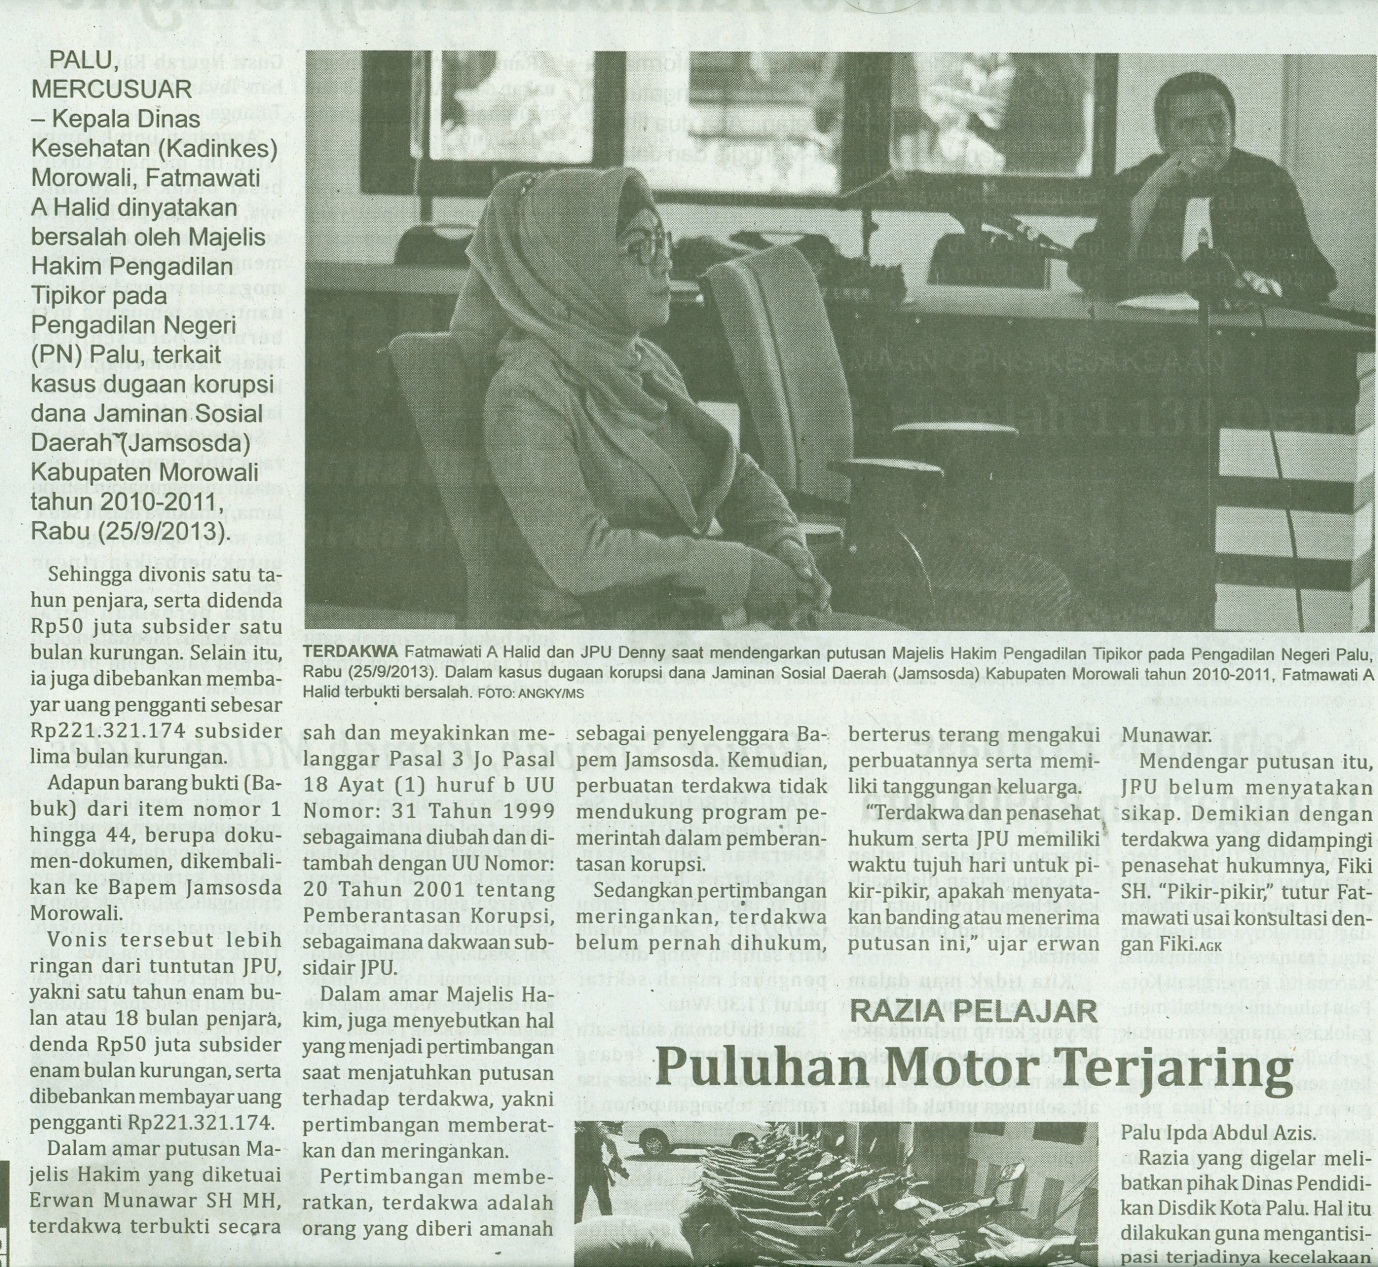 PALU,
MERCUSUAR
– Kepala Dinas
Kesehatan (Kadinkes)
Morowali, Fatmawati
A Halid dinyatakan
bersalah oleh Majelis
Hakim Pengadilan
Tipikor pada
Pengadilan Negeri
(PN) Palu, terkait
kasus dugaan korupsi
dana Jaminan Sosial
Daerah (Jamsosda)
Kabupaten Morowali
tahun 2010-2011,
Rabu (25/9/2013).
Sehingga divonis satu ta-
hun penjara, serta didenda
Rp50 juta subsider satu
bulan kurungan. Selain itu,
ia juga dibebankan memba-
yar uang pengganti sebesar
Rp221.321.174 subsider
lima bulan kurungan.
Adapun barang bukti (Ba-
buk) dari item nomor 1
hingga 44, berupa doku-
men-dokumen, dikembali-
kan ke Bapem Jamsosda
Morowali.
Vonis tersebut lebih
ringan dari tuntutan JPU,
yakni satu tahun enam bu-
lan atau 18 bulan penjara,
denda Rp50 juta subsider
enam bulan kurungan, serta
dibebankan membayar uang
pengganti Rp221.321.174.
Dalam amar putusan Ma-
jelis Hakim yang diketuai
Erwan Munawar SH MH,
terdakwa terbukti secara
TERDAKWA Fatmawati A Halid dan JPU Denny saat mendengarkan putusan Majelis Hakim Pengadilan Tipikor pada Pengadilan Negeri Palu,
Rabu (25/9/2013). Dalam kasus dugaan korupsi dana Jaminan Sosial Daerah (Jamsosda) Kabupaten Morowali tahun 2010-2011, Fatmawati A
Halid terbukti bersalah. FOTO: ANGKY/MS
sah dan meyakinkan me-
langgar Pasal 3 Jo Pasal
18 Ayat (1) huruf b UU
Nomor: 31 Tahun 1999
sebagaimana diubah dan di-
tambah dengan UU Nomor:
20 Tahun 2001 tentang
Pemberantasan Korupsi,
sebagaimana dakwaan sub-
sidair JPU.
Dalam amar Majelis Ha-
kim, juga menyebutkan hal
yang menjadi pertimbangan
saat menjatuhkan putusan
terhadap terdakwa, yakni
pertimbangan memberat-
kan dan meringankan.
Pertimbangan membe-
ratkan, terdakwa adalah
orang yang diberi amanah
sebagai penyelenggara Ba-
pem Jamsosda. Kemudian,
perbuatan terdakwa tidak
mendukung program pe-
merintah dalam pemberan-
tasan korupsi.
Sedangkan pertimbangan
meringankan, terdakwa
belum pernah dihukum,
berterus terang mengakui
perbuatannya serta memi-
liki tanggungan keluarga.
"Terdakwa dan penasehat
hukum serta JPU memiliki
waktu tujuh hari untuk pi-
kir-pikir, apakah menyata-
kan banding atau menerima
putusan ini," ujar erwan
Munawar.
Mendengar putusan itu,
JPU belum menyatakan
sikap. Demikian dengan
terdakwa yang didampingi
penasehat hukumnya, Fiki
SH. "Pikir-pikir," tutur Fat-
mawati usai konsultasi den-
gan Fiki.AGK
RAZIA PELAJAR
Puluhan Motor Terjaring
Palu Ipda Abdul Azis.
Razia yang digelar meli-
batkan pihak Dinas Pendidi-
kan Disdik Kota Palu. Hal itu
dilakukan guna mengantisi-
pasi terjadinya kecelakaan